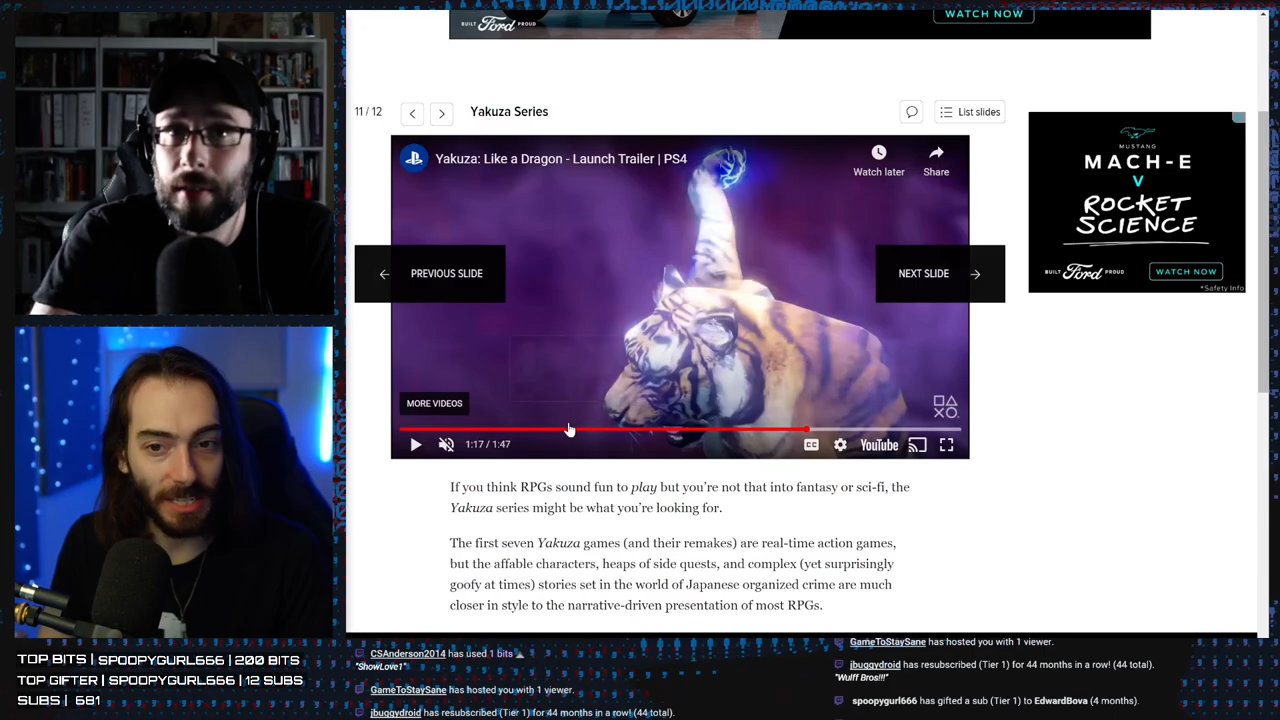 BUILT Ford PROUD
WATCH NOW
11 / 12
Yakuza Series
List slides
Yakuza: Like a Dragon - Launch Trailer | PS4
Watch later
Share
PREVIOUS SLIDE
NEXT SLIDE
MORE VIDEOS
1:17 / 1:47
CC
YouTube
MUSTANG
MACH-E
V
ROCKET
SCIENCE
BUILT Ford PROUD
WATCH NOW
*Safety Info
If you think RPGs sound fun to play but you're not that into fantasy or sci-fi, the
Yakuza series might be what you're looking for.
The first seven Yakuza games (and their remakes) are real-time action games,
but the affable characters, heaps of side quests, and complex (yet surprisingly
goofy at times) stories set in the world of Japanese organized crime are much
closer in style to the narrative-driven presentation of most RPGs.
TOP BITS | SPOOPYGURL666 | 200 BITS
TOP GIFTER | SPOOPYGURL666 | 12 SUBS
SUBS | 681
CSAnderson2014 has used 1 bits
"ShowLove1"
GameToStaySane has hosted you with 1 viewer.
jbuggydroid has resubscribed (Tier 1) for 44 months in a row! (44 total).
GameToStaySane has hosted you with 1 viewer.
jbuggydroid has resubscribed (Tier 1) for 44 months in a row! (44 total).
"Wulff Bros!!!"
spoopygurl666 has gifted a sub (Tier 1) to EdwardBova (4 months).